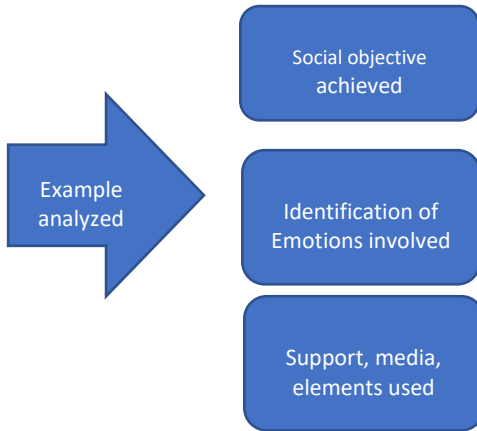 Example
analyzed
Social objective
achieved
Identification of
Emotions involved
Support, media,
elements used